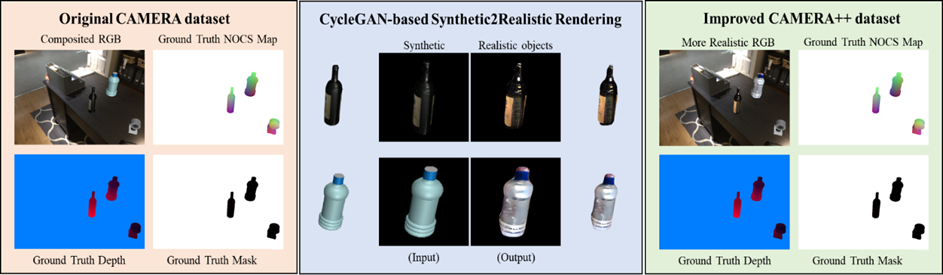 Original CAMERA dataset
Composited RGB
Ground Truth NOCS Map
Ground Truth Depth
Ground Truth Mask
CycleGAN-based Synthetic2Realistic Rendering
Synthetic
Realistic objects
(Input)
(Output)
Improved CAMERA++ dataset
More Realistic RGB
Ground Truth NOCS Map
Ground Truth Depth
Ground Truth Mask